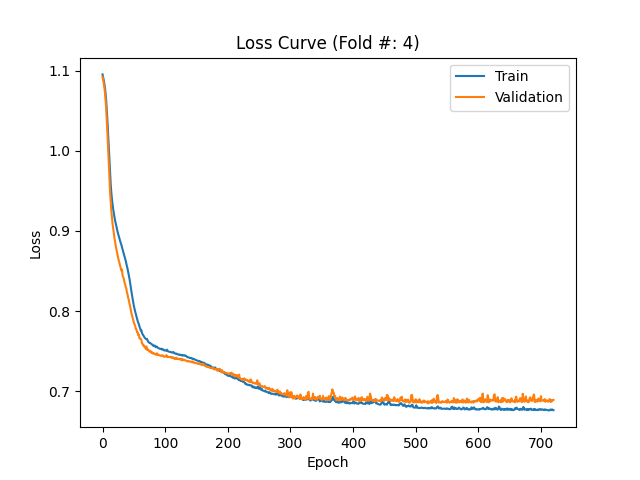 Loss Curve (Fold #: 4)
1.1
1.0
0.9
0.8
0.7
Loss
Train
Validation
0 100 200 300 400 500 600 700
Epoch